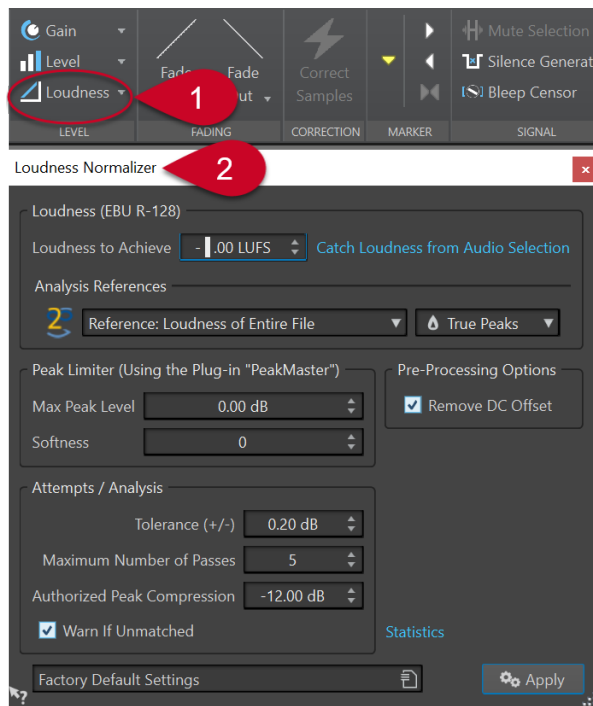 Gain
Level
Loudness
1
Fade
ut
Correct
Samples
Mute Selection
Silence Generat
Bleep Censor
LEVEL
FADING
CORRECTION
MARKER
SIGNAL
Loudness Normalizer
2
Loudness (EBU R-128)
Loudness to Achieve - .00 LUFS Catch Loudness from Audio Selection
Analysis References
2 Reference: Loudness of Entire File True Peaks
Peak Limiter (Using the Plug-in "PeakMaster")
Max Peak Level 0.00 dB
Softness 0
Pre-Processing Options
Remove DC Offset
Attempts / Analysis
Tolerance (+/-) 0.20 dB
Maximum Number of Passes 5
Authorized Peak Compression -12.00 dB
Warn If Unmatched
Statistics
Factory Default Settings
Apply
?